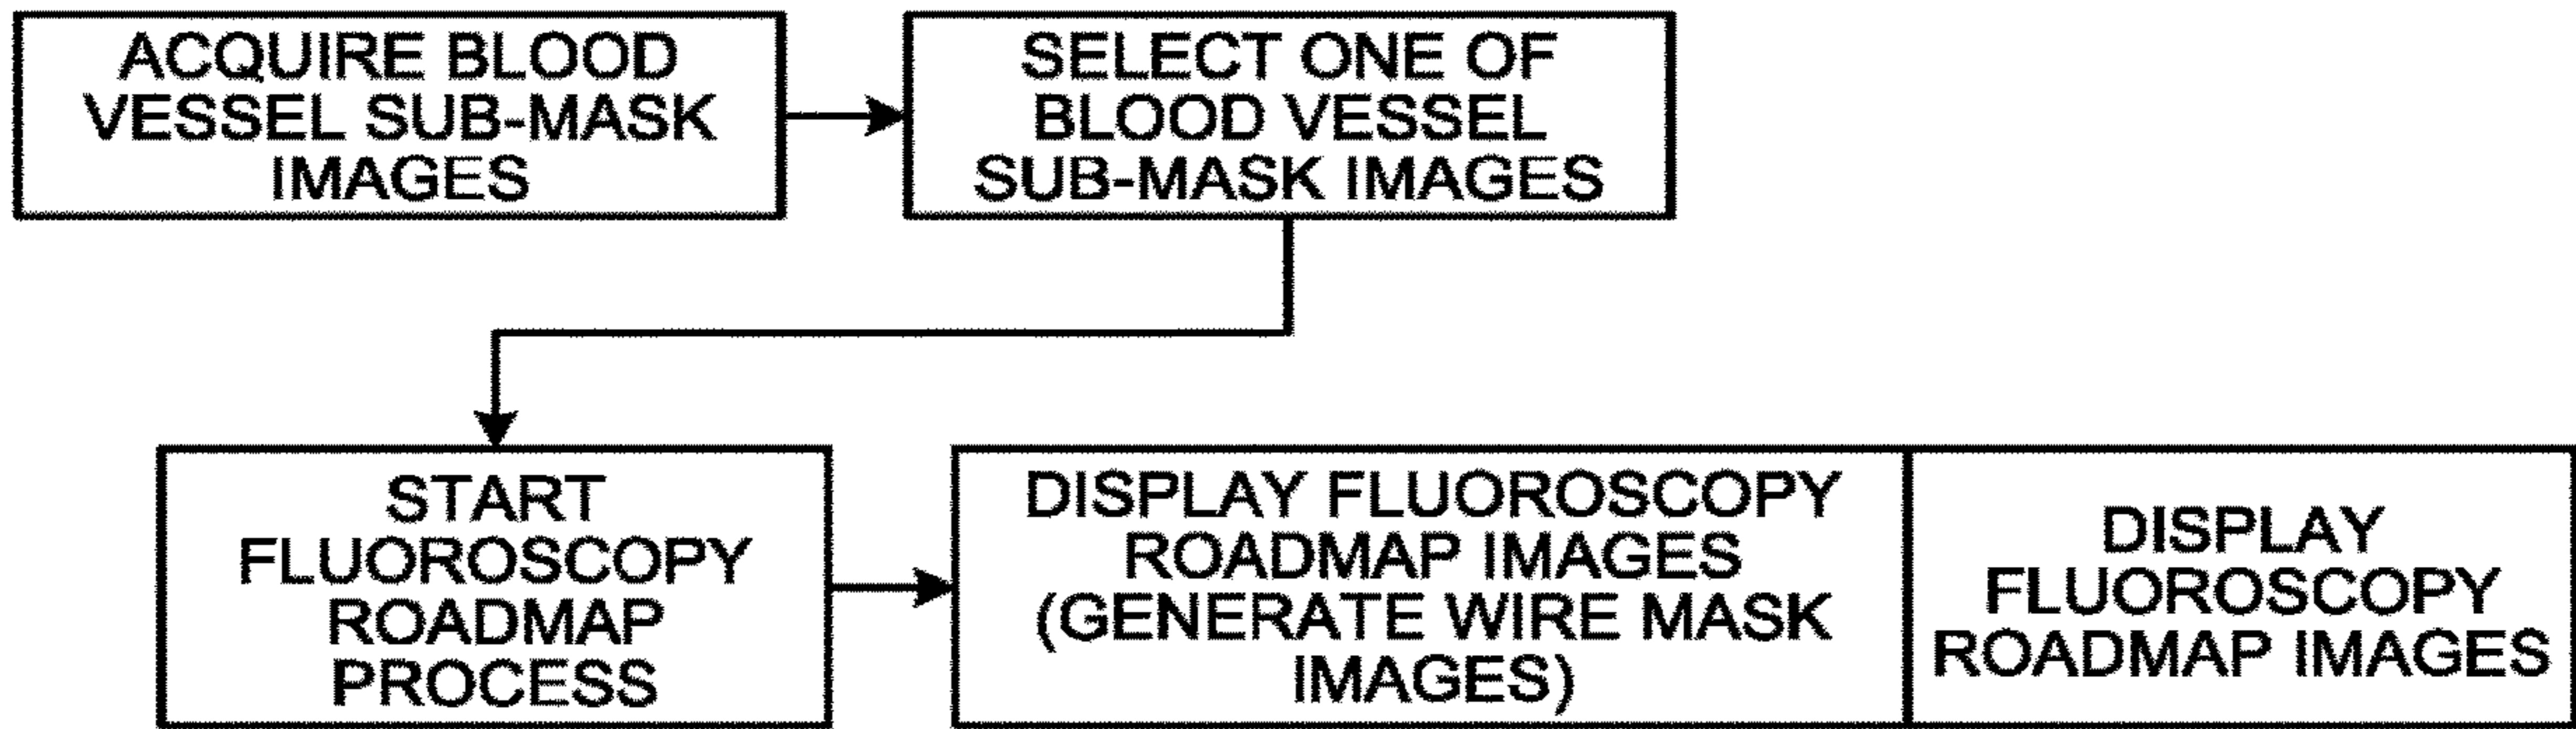 ACQUIRE BLOOD
VESSEL SUB-MASK
IMAGES
SELECT ONE OF
BLOOD VESSEL
SUB-MASK IMAGES
START
FLUOROSCOPY
ROADMAP
PROCESS
DISPLAY FLUOROSCOPY
ROADMAP IMAGES
(GENERATE WIRE MASK
IMAGES)
DISPLAY
FLUOROSCOPY
ROADMAP IMAGES